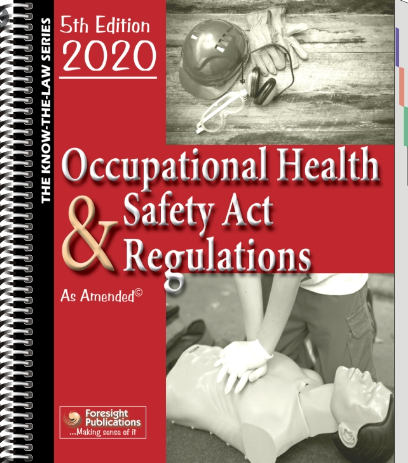 THE KNOW-THE-LAW SERIES
5th Edition
2020
Occupational Health
& Safety Act
Regulations
As Amended©
Foresight
Publications
...Making sense of it